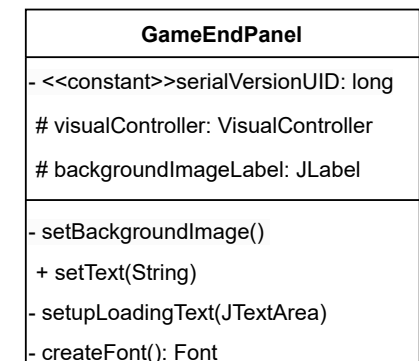 GameEndPanel
- <<constant>>serialVersionUID: long
# visualController: VisualController
# backgroundImageLabel: JLabel
- setBackgroundImage()
+ setText(String)
- setupLoadingText(JTextArea)
- createFont(): Font